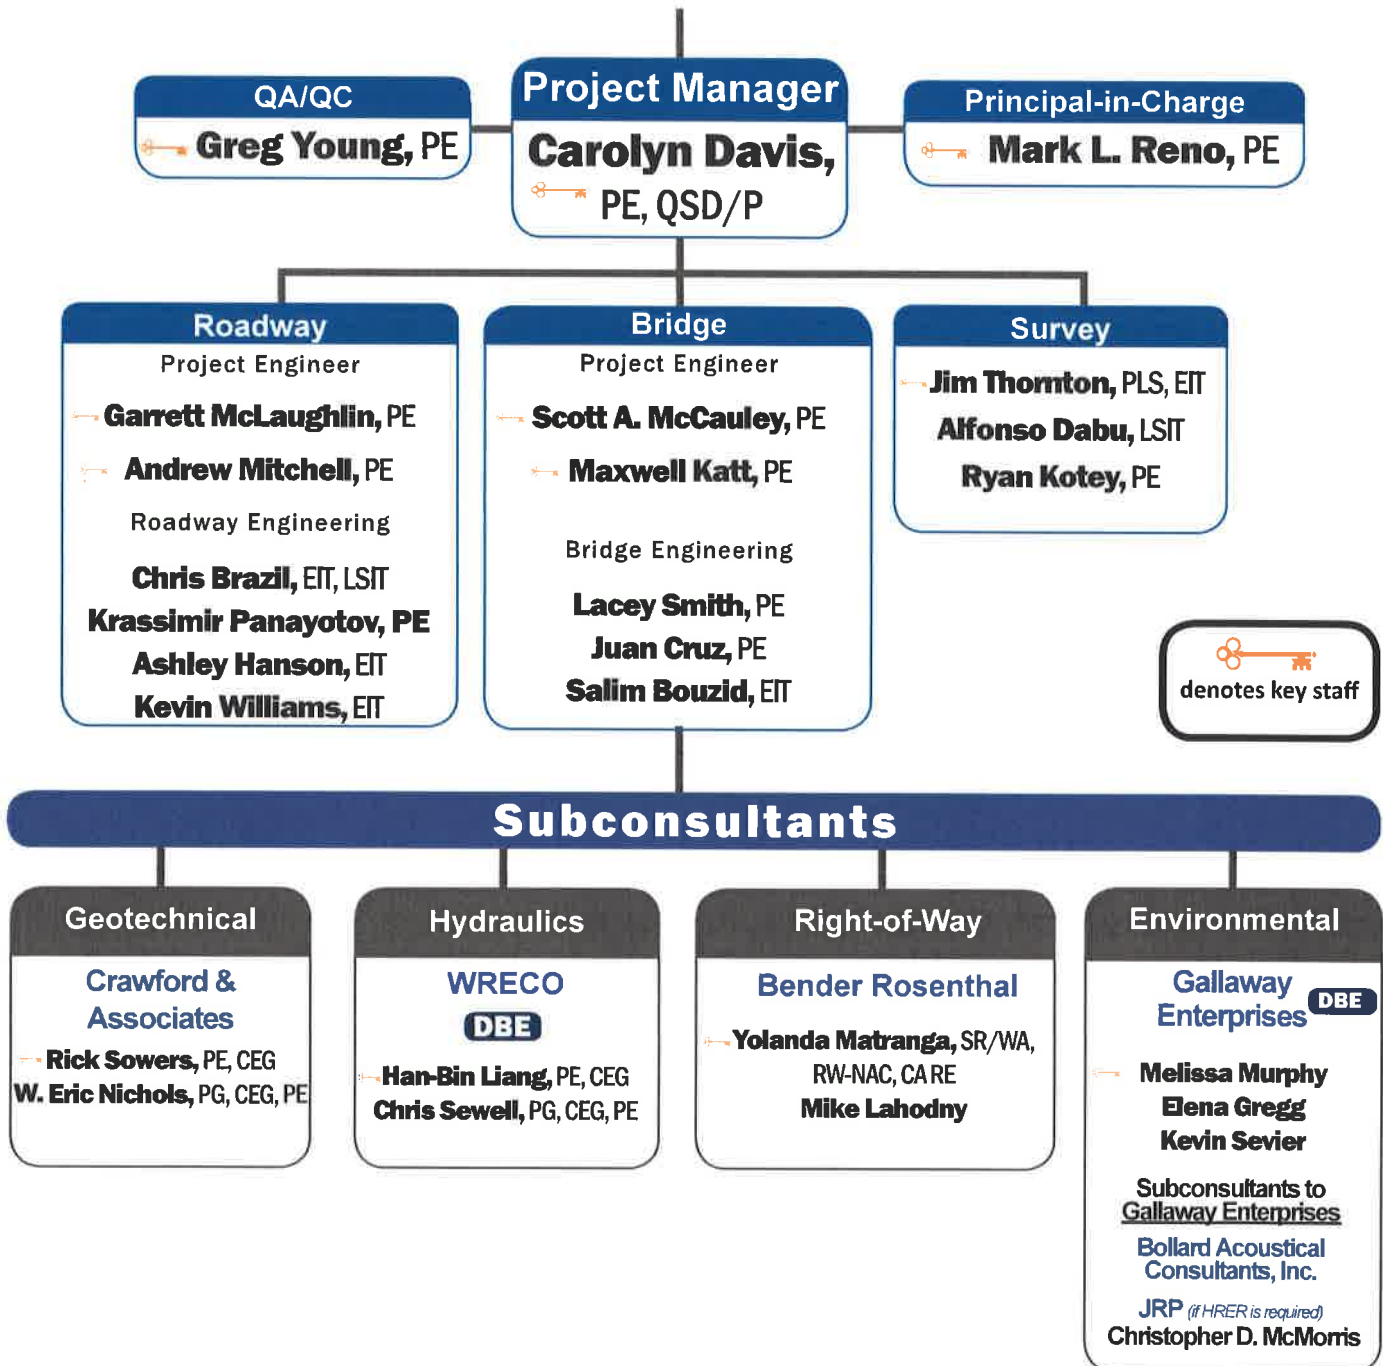 QA/QC
Greg Young, PE
Project Manager
Carolyn Davis,
PE, QSD/P
Principal-in-Charge
Mark L. Reno, PE
Roadway
Project Engineer
Garrett McLaughlin, PE
Andrew Mitchell, PE
Roadway Engineering
Chris Brazil, EIT, LSIT
Krassimir Panayotov, PE
Ashley Hanson, EIT
Kevin Williams, EIT
Bridge
Project Engineer
Scott A. McCauley, PE
Maxwell Katt, PE
Bridge Engineering
Lacey Smith, PE
Juan Cruz, PE
Salim Bouzid, EIT
Survey
Jim Thornton, PLS, EIT
Alfonso Dabu, LSIT
Ryan Kotey, PE
denotes key staff
Subconsultants
Geotechnical
Crawford &
Associates
Rick Sowers, PE, CEG
W. Eric Nichols, PG, CEG, PE
Hydraulics
WRECO
DBE
Han-Bin Liang, PE, CEG
Chris Sewell, PG, CEG, PE
Right-of-Way
Bender Rosenthal
Yolanda Matranga, SR/WA,
RW-NAC, CA RE
Mike Lahodny
Environmental
Gallaway
Enterprises DBE
Melissa Murphy
Elena Gregg
Kevin Sevier
Subconsultants to
Gallaway Enterprises
Bollard Acoustical
Consultants, Inc.
JRP (if HRER is required)
Christopher D. McMorris